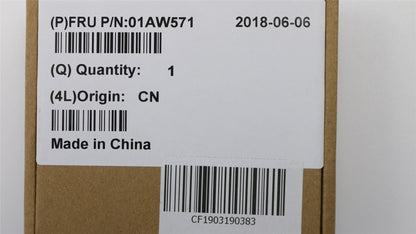 (P)FRU P/N:01AW571 2018-06-06
(Q) Quantity: 1
(4L)Origin: CN
Made in China
CF1903190383